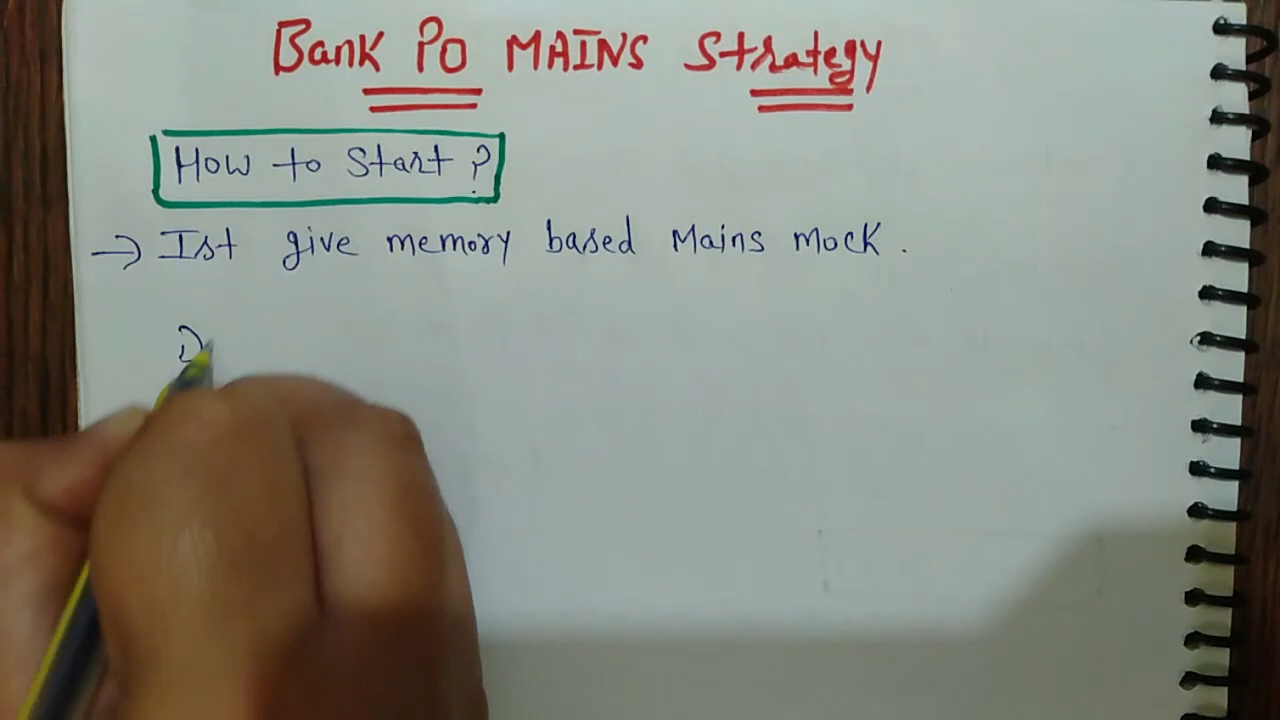 Bank PO MAINS Strategy
How to Start ?
→ Ist give memory based Mains mock.